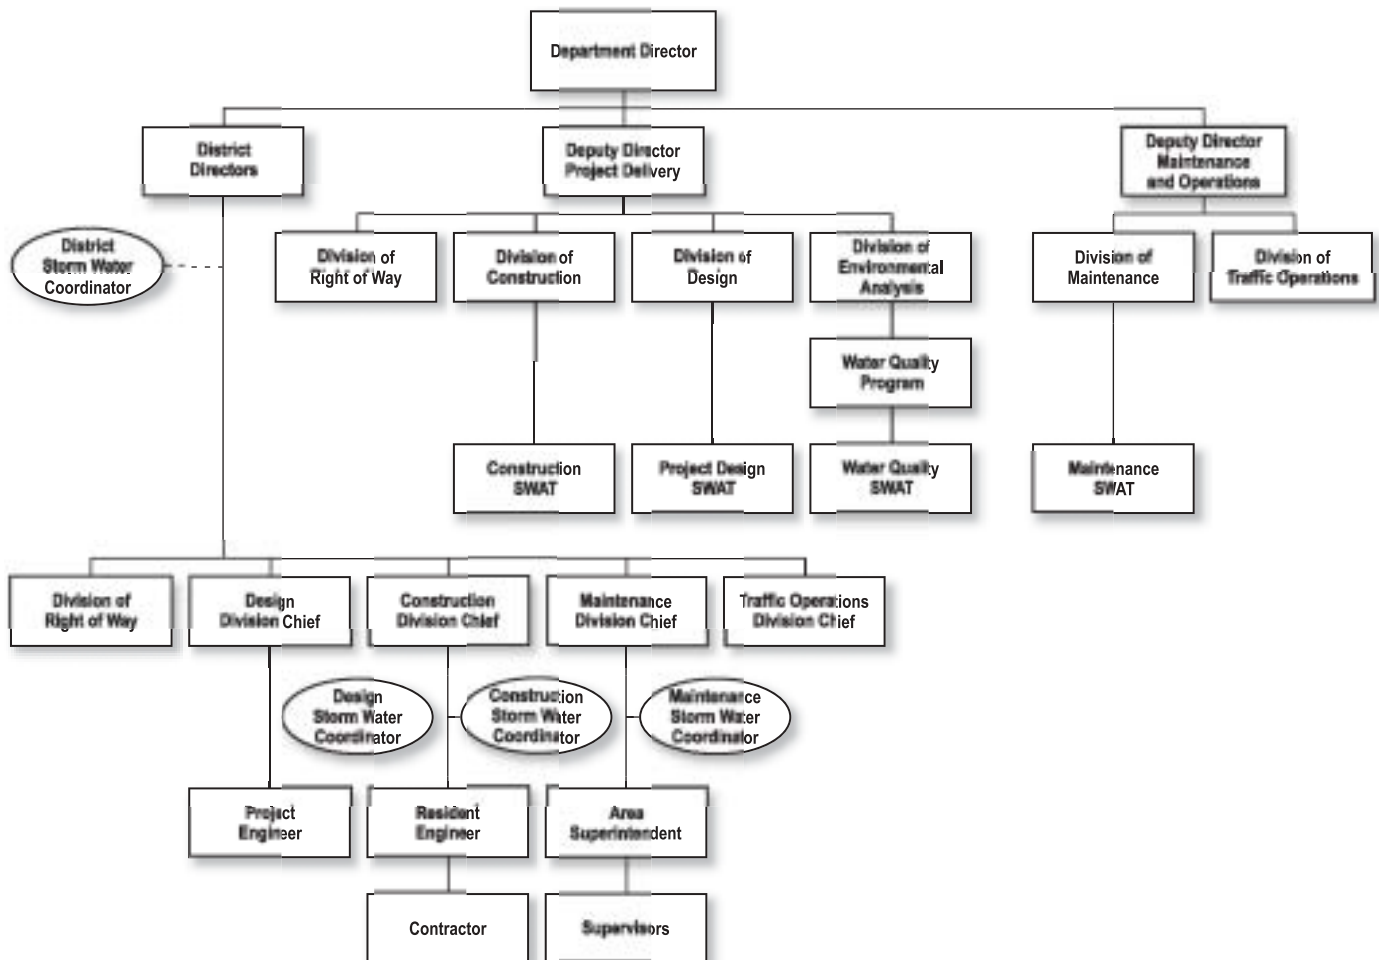 Department Director
District
Directors
Deputy Director
Project Delivery
Deputy Director
Maintenance
and Operations
District
Storm Water
Coordinator
Division of
Right of Way
Division of
Construction
Division of
Design
Division of
Environmental
Analysis
Division of
Maintenance
Division of
Traffic Operations
Water Quality
Program
Construction
SWAT
Project Design
SWAT
Water Quality
SWAT
Maintenance
SWAT
Division of
Right of Way
Design
Division Chief
Construction
Division Chief
Maintenance
Division Chief
Traffic Operations
Division Chief
Design
Storm Water
Coordinator
Construction
Storm Water
Coordinator
Maintenance
Storm Water
Coordinator
Project
Engineer
Resident
Engineer
Area
Superintendent
Contractor
Supervisors